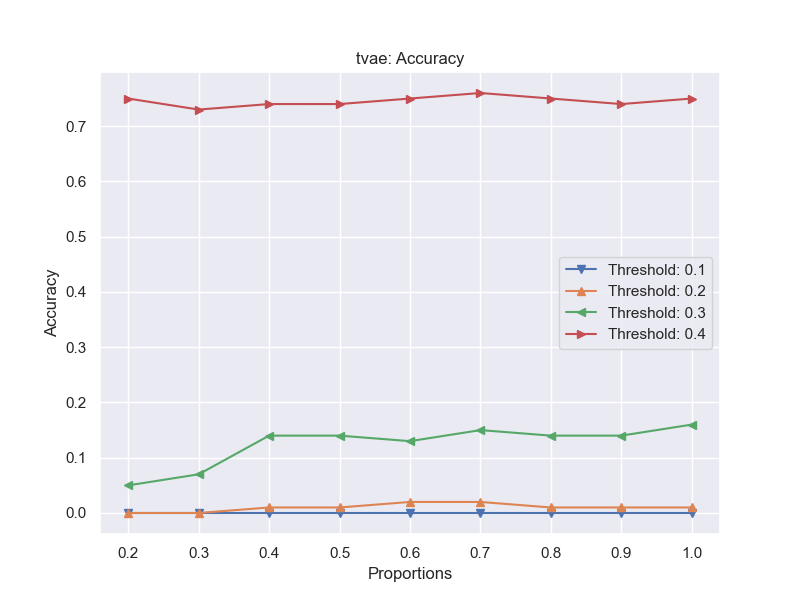 tvae: Accuracy
Accuracy
0.7
0.6
0.5
0.4
0.3
0.2
0.1
0.0
Threshold: 0.1
Threshold: 0.2
Threshold: 0.3
Threshold: 0.4
0.2 0.3 0.4 0.5 0.6 0.7 0.8 0.9 1.0
Proportions